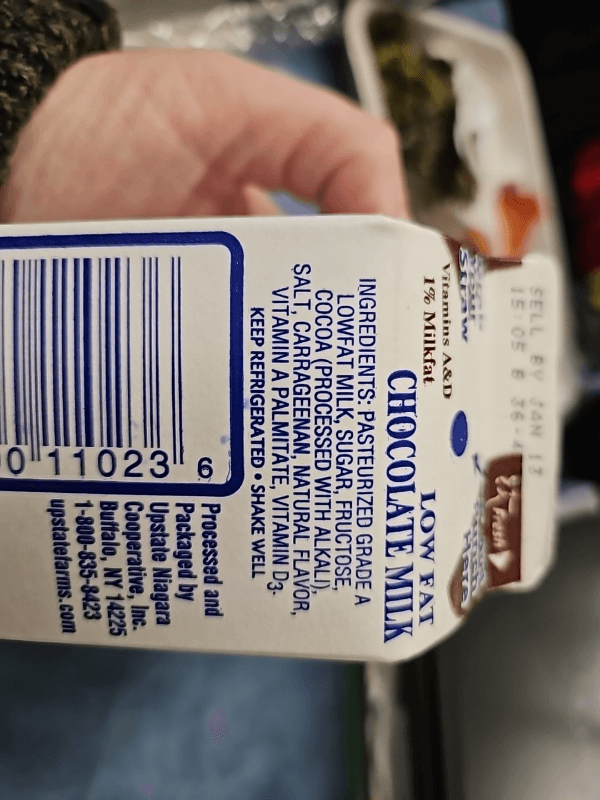 SELL BY JAN 13
15:05 B 36-4
Straw
Here
Vitamins A&D
1% Milkfat
LOW FAT
CHOCOLATE MILK
INGREDIENTS: PASTEURIZED GRADE A
LOWFAT MILK, SUGAR, FRUCTOSE,
COCOA (PROCESSED WITH ALKALI),
SALT, CARRAGEENAN, NATURAL FLAVOR,
VITAMIN A PALMITATE, VITAMIN D3.
KEEP REFRIGERATED • SHAKE WELL
0 11023 6
Processed and
Packaged by
Upstate Niagara
Cooperative, Inc.
Buffalo, NY 14225
1-800-835-8423
upstatefarms.com